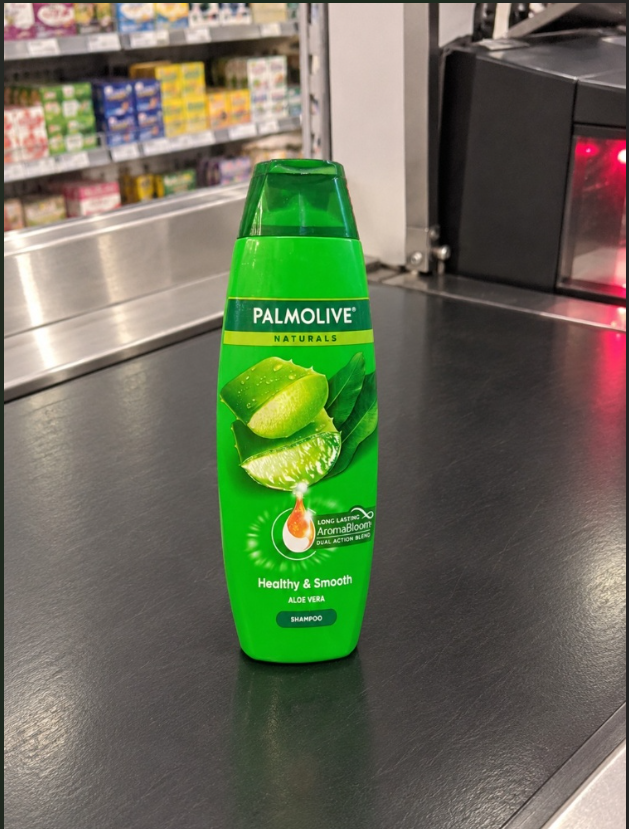 PALMOLIVE®
NATURALS
LONG LASTING
AromaBloom
DUAL ACTION BLEND
Healthy & Smooth
ALOE VERA
SHAMPOO